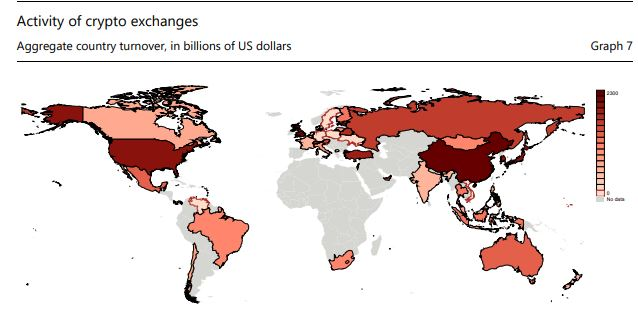 Activity of crypto exchanges
Aggregate country turnover, in billions of US dollars
Graph 7
2300
0
No data